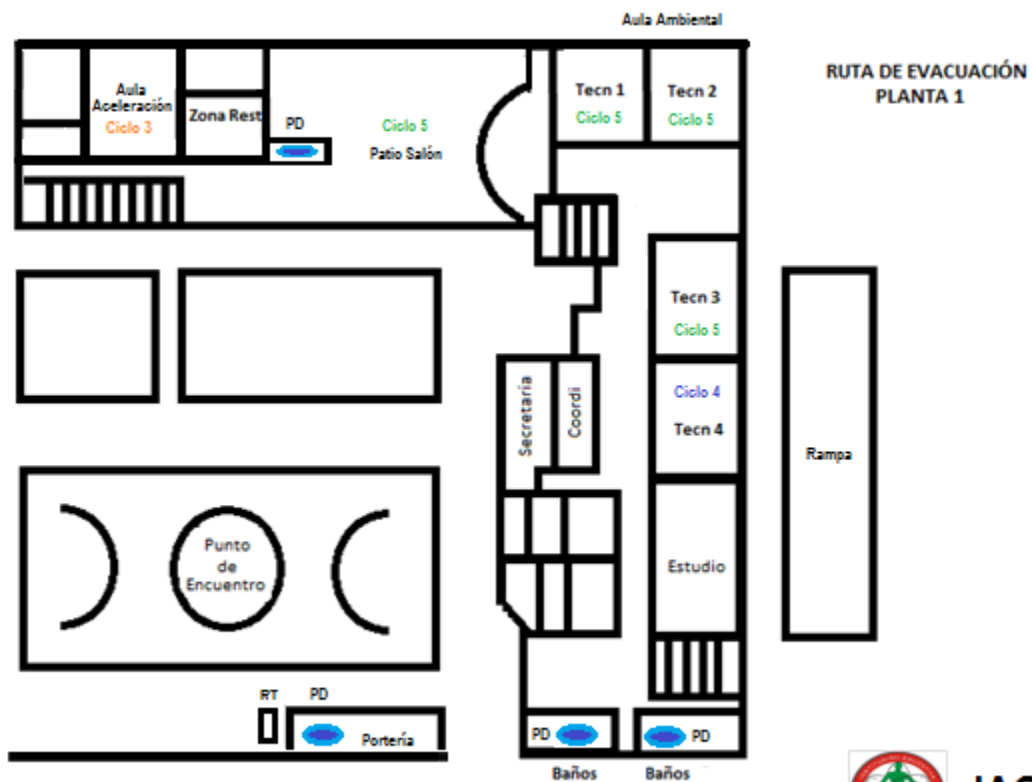 Aula Ambiental
RUTA DE EVACUACIÓN
PLANTA 1
Aula
Aceleración
Ciclo 3
Zona Rest
PD
Ciclo 5
Patio Salón
Tecn 1
Ciclo 5
Tecn 2
Ciclo 5
Tecn 3
Ciclo 5
Ciclo 4
Tecn 4
Secretaría
Coordi
Rampa
Punto
de
Encuentro
Estudio
RT
PD
Portería
PD
PD
Baños
Baños